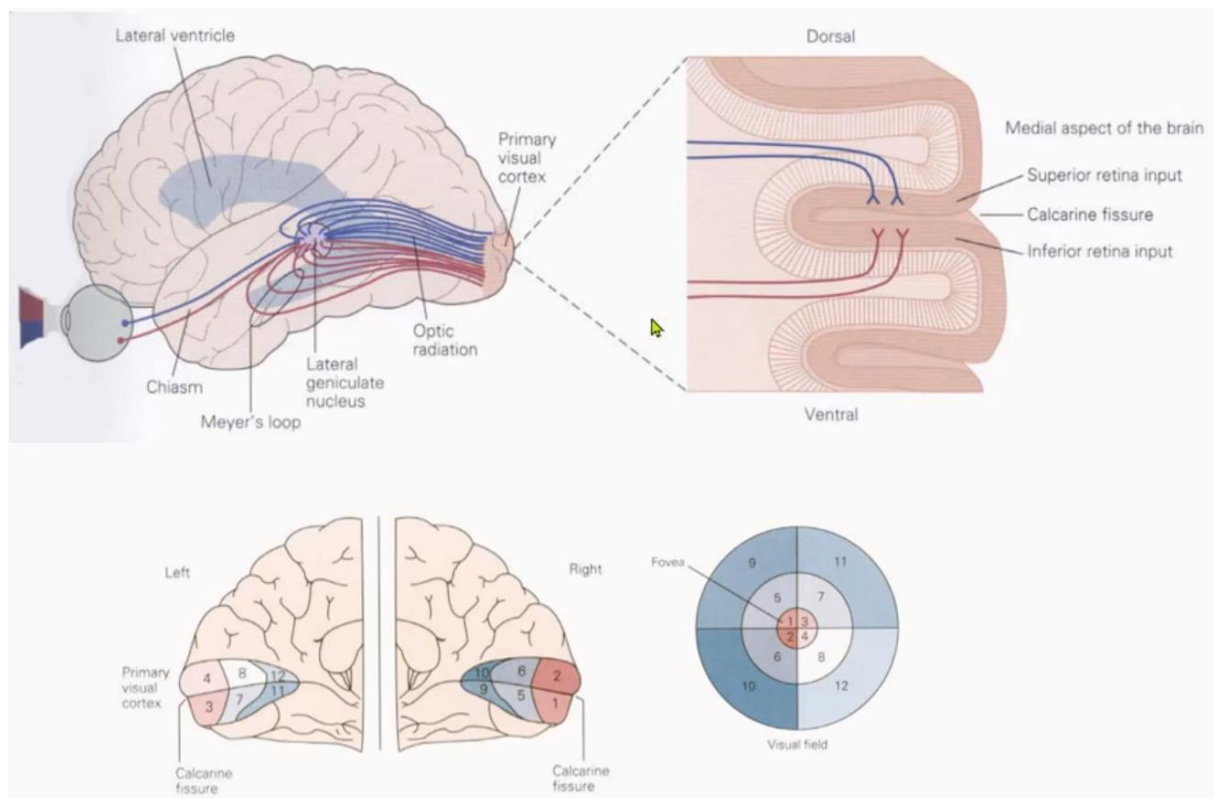 Lateral ventricle
Dorsal
Primary
visual
cortex
Medial aspect of the brain
Superior retina input
Calcarine fissure
Inferior retina input
Optic
radiation
Lateral
geniculate
nucleus
Chiasm
Meyer's loop
Ventral
Left
Right
Fovea
9
11
5
7
1
3
2
4
6
8
10
12
Visual field
Primary
visual
cortex
4
8
12
3
7
11
10
6
2
9
5
1
Calcarine
fissure
Calcarine
fissure